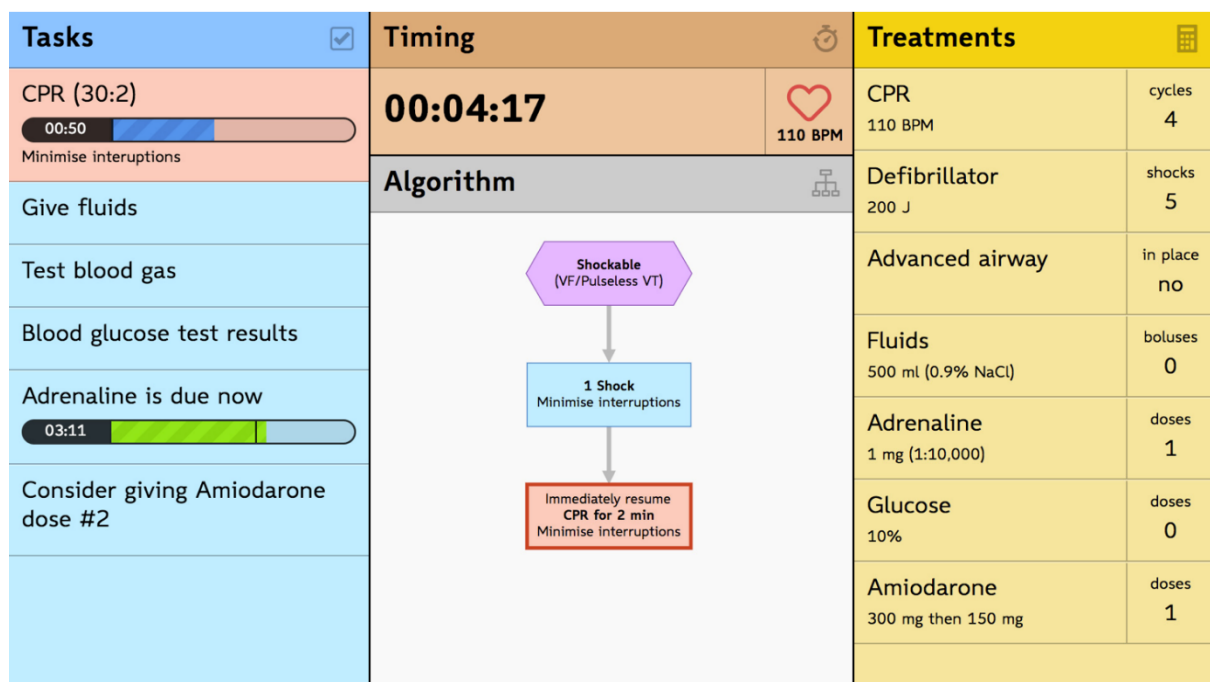 Tasks
CPR (30:2)
00:50
Minimise interuptions
Give fluids
Test blood gas
Blood glucose test results
Adrenaline is due now
03:11
Consider giving Amiodarone
dose #2
Timing
00:04:17
110 BPM
Algorithm
Shockable
(VF/Pulseless VT)
1 Shock
Minimise interruptions
Immediately resume
CPR for 2 min
Minimise interruptions
Treatments
CPR
110 BPM
cycles
4
Defibrillator
200 J
shocks
5
Advanced airway
in place
no
Fluids
500 ml (0.9% NaCl)
boluses
0
Adrenaline
1 mg (1:10,000)
doses
1
Glucose
10%
doses
0
Amiodarone
300 mg then 150 mg
doses
1